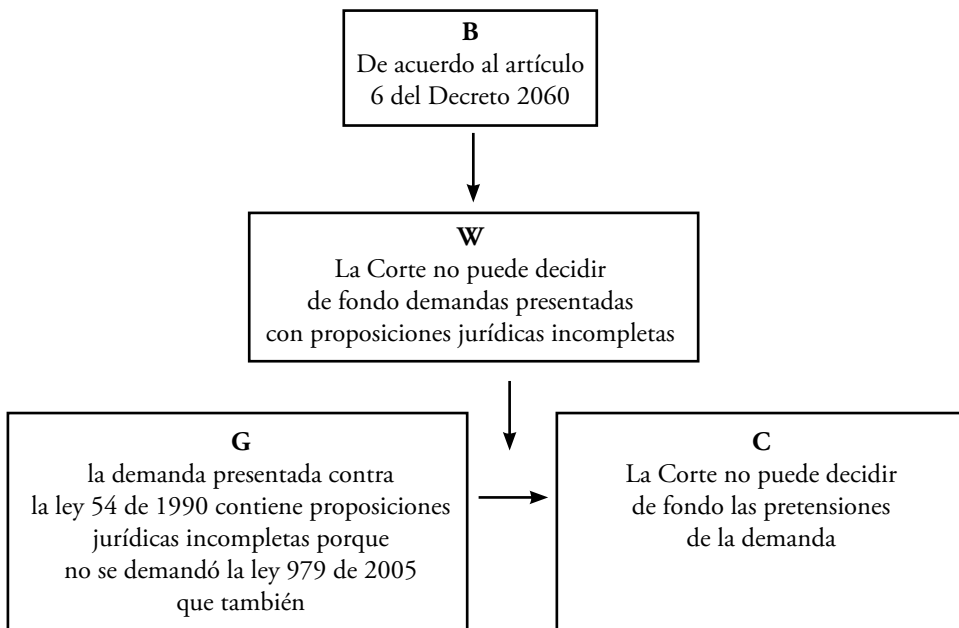 B
De acuerdo al artículo
6 del Decreto 2060
W
La Corte no puede decidir
de fondo demandas presentadas
con proposiciones jurídicas incompletas
G
la demanda presentada contra
la ley 54 de 1990 contiene proposiciones
jurídicas incompletas porque
no se demandó la ley 979 de 2005
que también
C
La Corte no puede decidir
de fondo las pretensiones
de la demanda